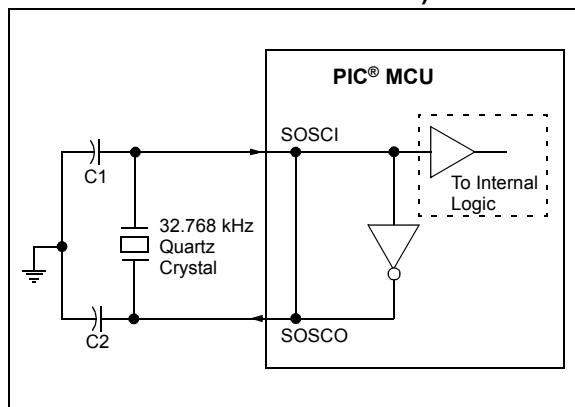 PIC® MCU
SOSCI
C1
To Internal
Logic
32.768 kHz
Quartz
Crystal
SOSCO
C2